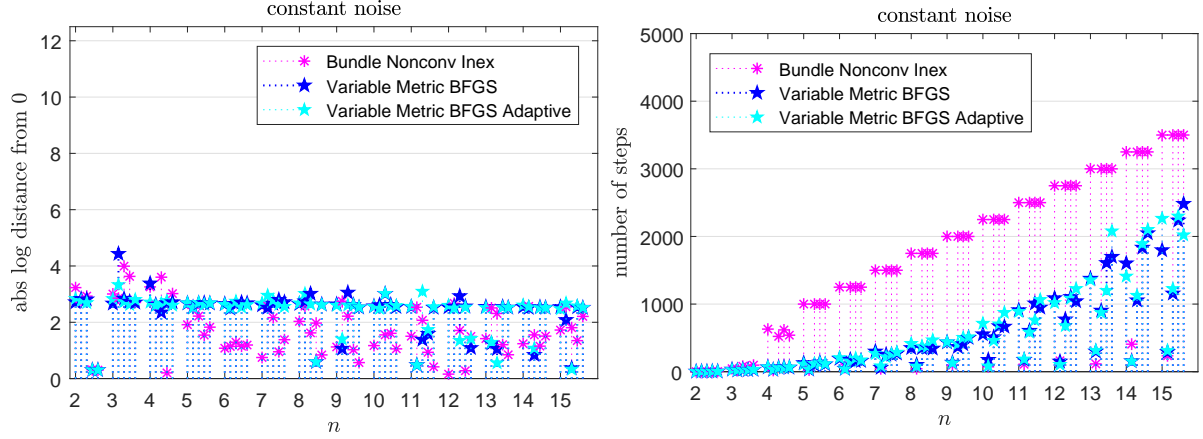 constant noise
12
10
8
6
4
2
0
abs log distance from 0
Bundle Nonconv Inex
Variable Metric BFGS
Variable Metric BFGS Adaptive
2 3 4 5 6 7 8 9 10 11 12 13 14 15
n
constant noise
5000
4000
3000
2000
1000
0
number of steps
Bundle Nonconv Inex
Variable Metric BFGS
Variable Metric BFGS Adaptive
2 3 4 5 6 7 8 9 10 11 12 13 14 15
n